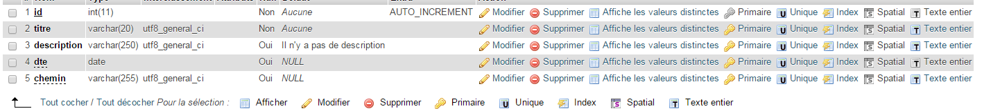 # Nom Type Interclassement Attributs Null Défaut Extra Action
1 id int(11) Non Aucune AUTO_INCREMENT Modifier Supprimer Affiche les valeurs distinctes Primaire Unique Index Spatial Texte entier
2 titre varchar(20) utf8_general_ci Non Aucune Modifier Supprimer Affiche les valeurs distinctes Primaire Unique Index Spatial Texte entier
3 description varchar(250) utf8_general_ci Oui Il n'y a pas de description Modifier Supprimer Affiche les valeurs distinctes Primaire Unique Index Spatial Texte entier
4 dte date Oui NULL Modifier Supprimer Affiche les valeurs distinctes Primaire Unique Index Spatial Texte entier
5 chemin varchar(255) utf8_general_ci Oui NULL Modifier Supprimer Affiche les valeurs distinctes Primaire Unique Index Spatial Texte entier
Tout cocher / Tout décocher Pour la sélection : Afficher Modifier Supprimer Primaire Unique Index Spatial Texte entier